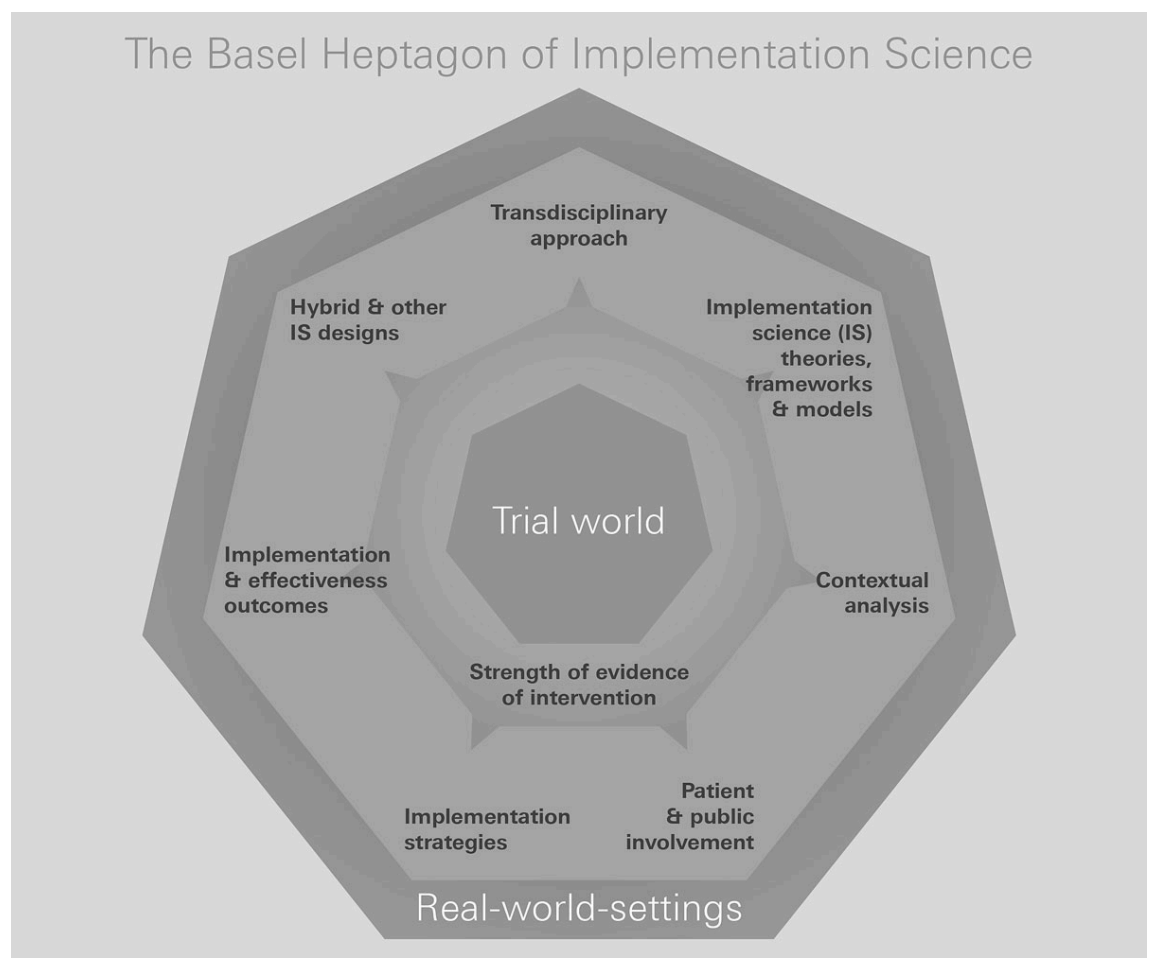 The Basel Heptagon of Implementation Science
Transdisciplinary
approach
Hybrid & other
IS designs
Implementation
science (IS)
theories,
frameworks
& models
Trial world
Implementation
& effectiveness
outcomes
Contextual
analysis
Strength of evidence
of intervention
Implementation
strategies
Patient
& public
involvement
Real-world-settings